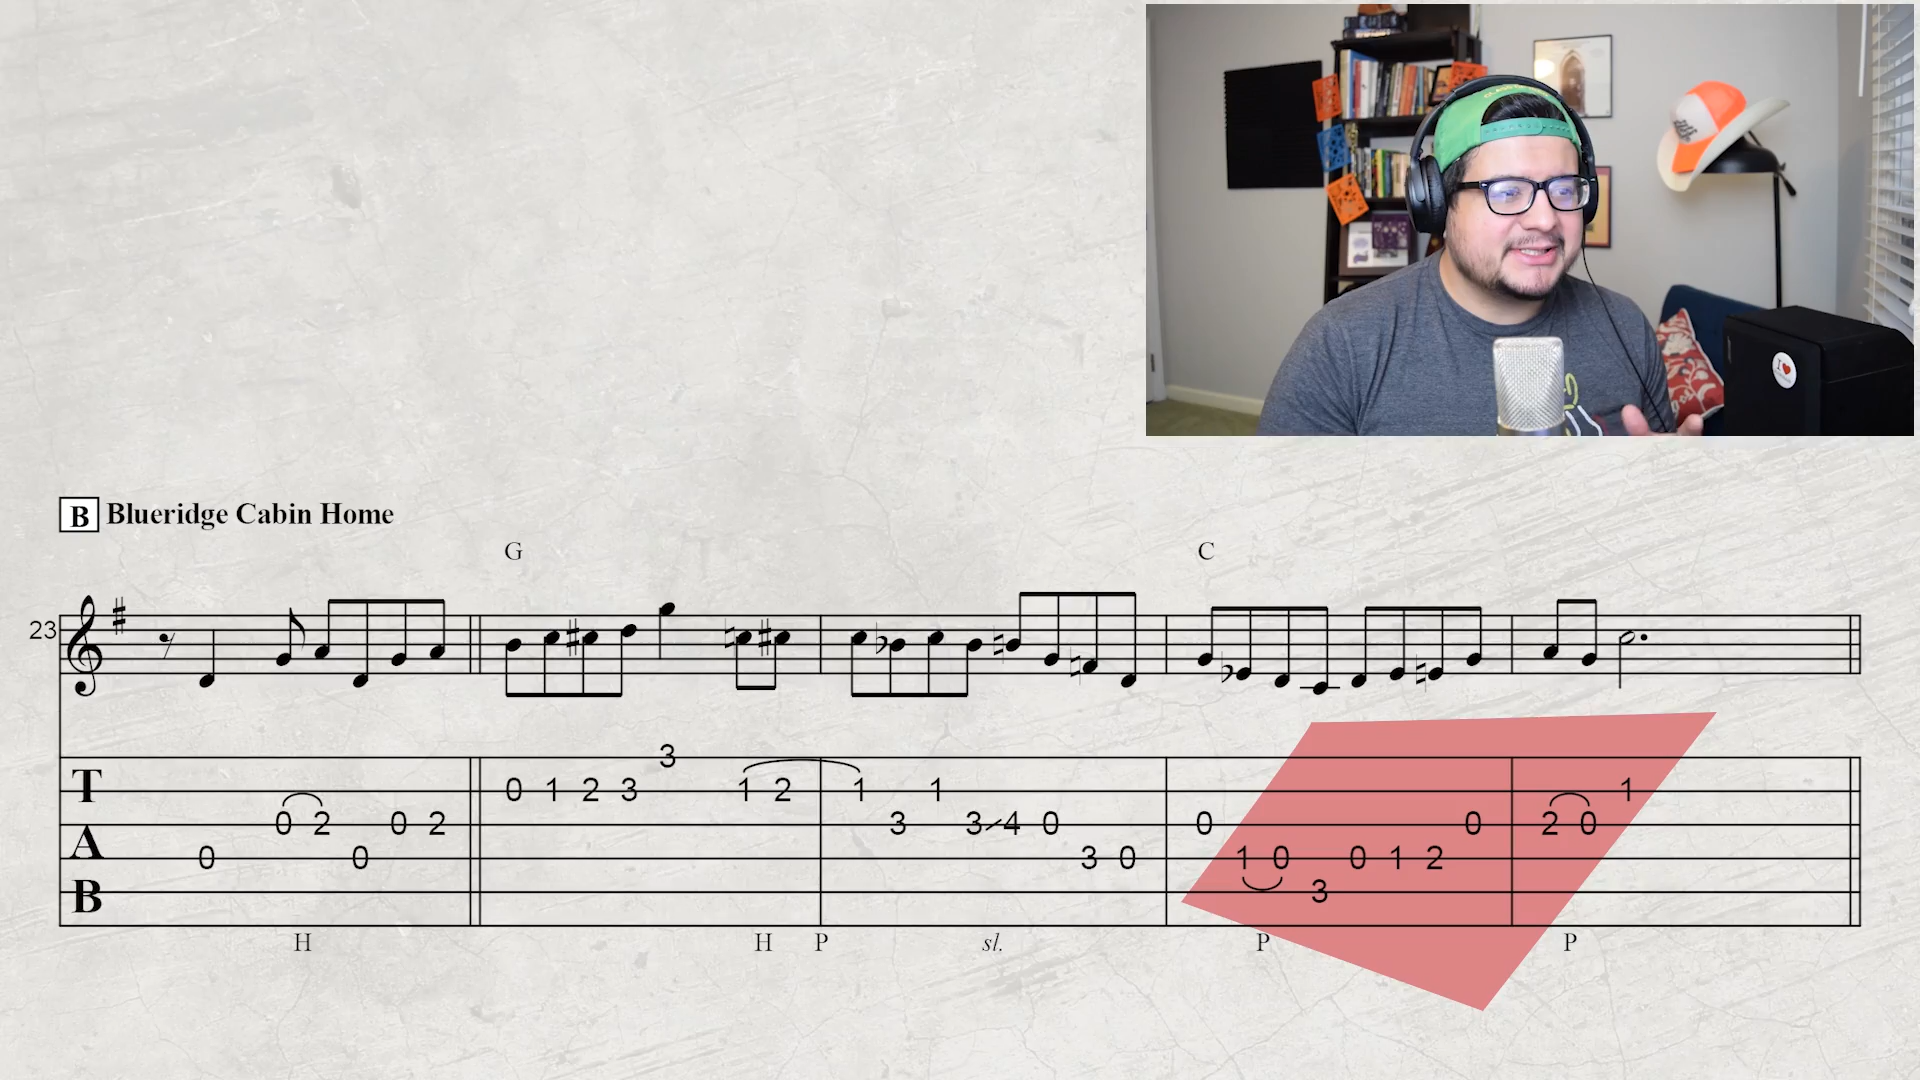 I ♥
B Blueridge Cabin Home
G C
23
3
T 0 1 2 3 1 2 1 1 1
0 2 0 2 3 3 4 0 0 2 0
A 0 0 3 0 1 0 0 1 2
B 3
H H P sl. P P